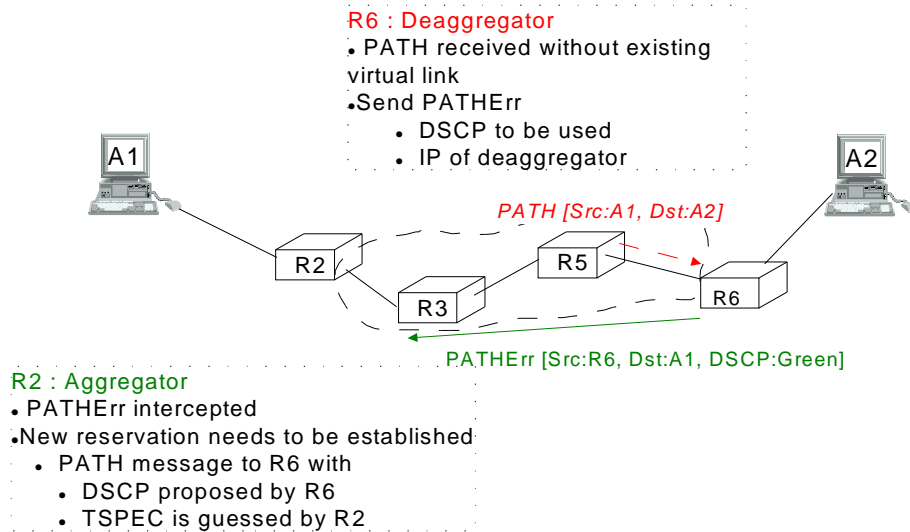 R6 : Deaggregator
• PATH received without existing
virtual link
•Send PATHErr
• DSCP to be used
• IP of deaggregator
A1
A2
PATH [Src:A1, Dst:A2]
R2
R5
R3
R6
PATHErr [Src:R6, Dst:A1, DSCP:Green]
R2 : Aggregator
• PATHErr intercepted
•New reservation needs to be established
• PATH message to R6 with
• DSCP proposed by R6
• TSPEC is guessed by R2